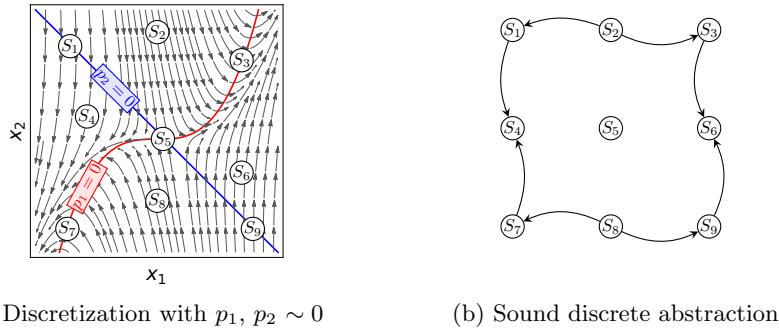 S₁
S₂
S₃
S₄
S₅
S₆
S₇
S₈
S₉
p₂ = 0
p₁ = 0
x₂
x₁
Discretization with p₁, p₂ ∼ 0
S₁
S₂
S₃
S₄
S₅
S₆
S₇
S₈
S₉
(b) Sound discrete abstraction